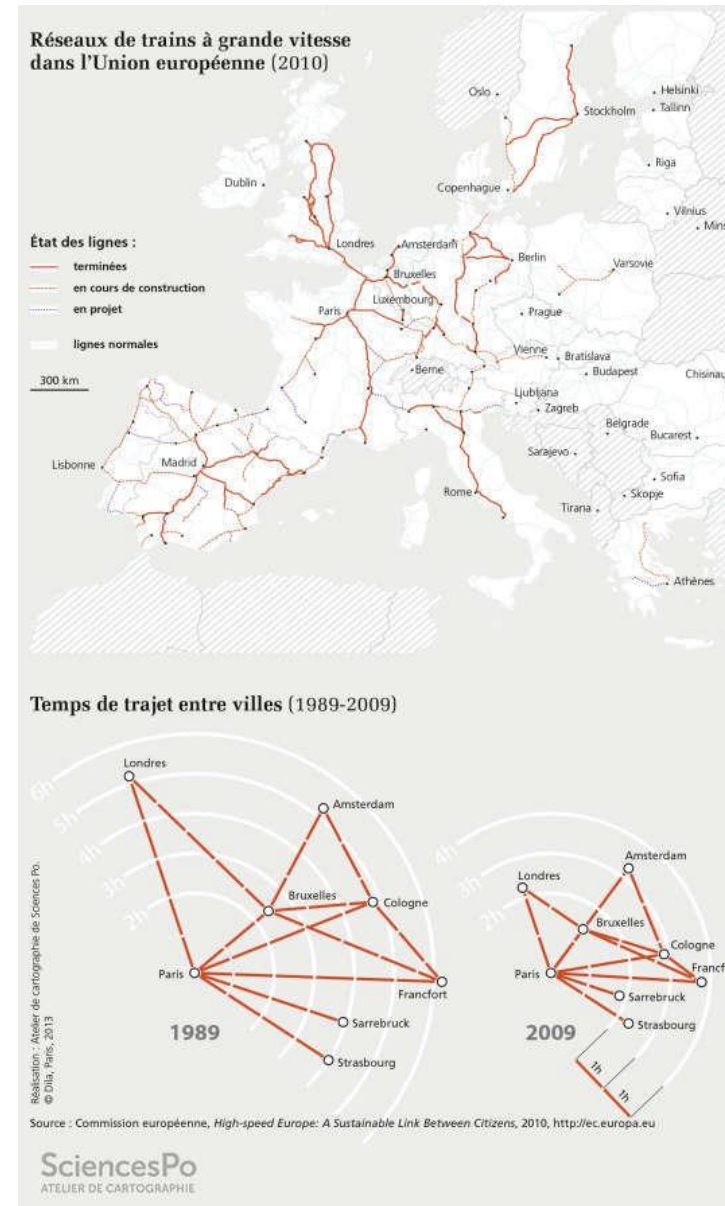 Réseaux de trains à grande vitesse
dans l'Union européenne (2010)
Oslo
Helsinki
Stockholm
Tallinn
Riga
Dublin
Copenhague
Vilnius
Mins
État des lignes :
Londres
Amsterdam
Berlin
Varsovie
terminées
Bruxelles
en cours de construction
Luxembourg
Paris
Prague
en projet
lignes normales
Vienne
Bratislava
Berne
Budapest
Chisinau
300 km
Ljubljana
Zagreb
Belgrade
Bucarest
Sarajevo
Lisbonne
Madrid
Sofia
Rome
Skopje
Tirana
Athènes
Temps de trajet entre villes (1989-2009)
Londres
6h
5h
4h
3h
2h
Amsterdam
Bruxelles
Cologne
Paris
Francfort
Sarrebruck
Strasbourg
1989
4h
3h
2h
Amsterdam
Londres
Bruxelles
Cologne
Paris
Francf
Sarrebruck
Strasbourg
2009
1h
1h
Réalisation : Atelier de cartographie de Sciences Po.
© Dila, Paris, 2013
Source : Commission européenne, High-speed Europe: A Sustainable Link Between Citizens, 2010, http://ec.europa.eu
SciencesPo
ATELIER DE CARTOGRAPHIE